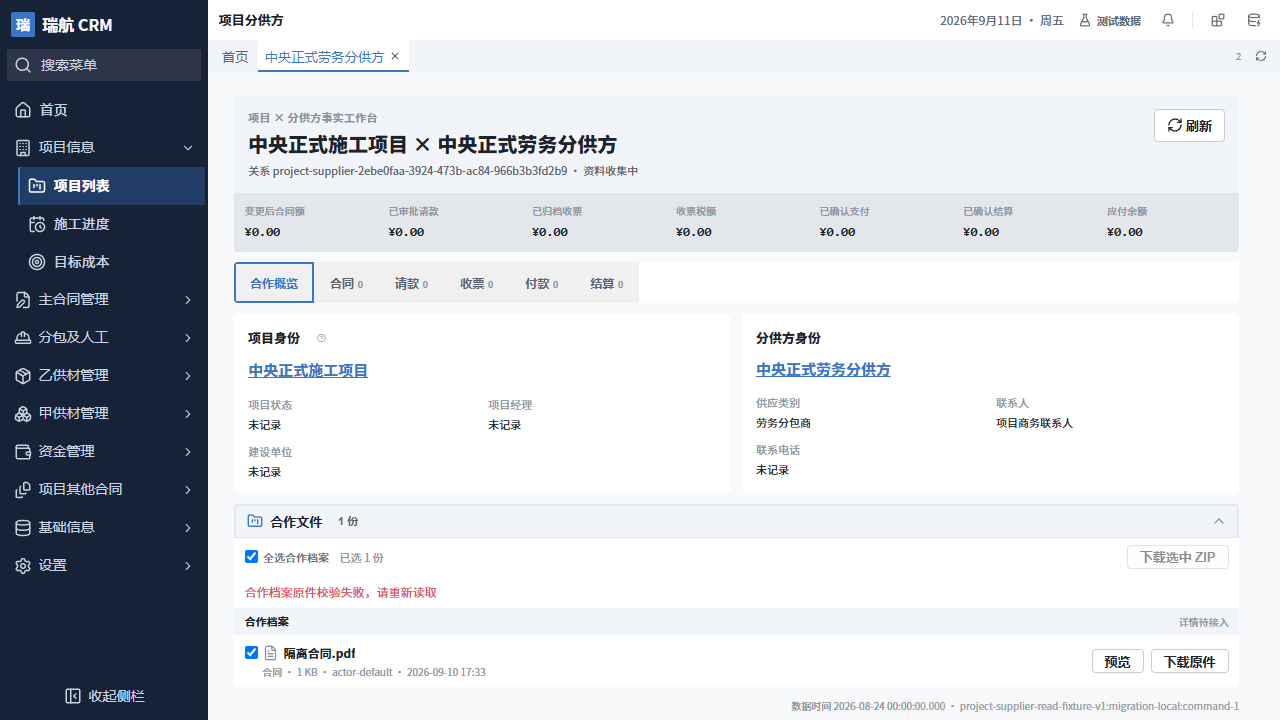 瑞 瑞航 CRM
搜索菜单
首页
项目信息
项目列表
施工进度
目标成本
主合同管理
分包及人工
乙供材管理
甲供材管理
资金管理
项目其他合同
基础信息
设置
收起侧栏
项目分供方
2026年9月11日 • 周五 测试数据
首页 中央正式劳务分供方 2
项目 × 分供方事实工作台
中央正式施工项目 × 中央正式劳务分供方
关系 project-supplier-2ebe0faa-3924-473b-ac84-966b3b3fd2b9 • 资料收集中
刷新
变更后合同额 已审批请款 已归档收票 收票税额 已确认支付 已确认结算 应付余额
¥0.00 ¥0.00 ¥0.00 ¥0.00 ¥0.00 ¥0.00 ¥0.00
合作概览 合同 0 请款 0 收票 0 付款 0 结算 0
项目身份
中央正式施工项目
项目状态 项目经理
未记录 未记录
建设单位
未记录
分供方身份
中央正式劳务分供方
供应类别 联系人
劳务分包商 项目商务联系人
联系电话
未记录
合作文件 1 份
全选合作档案 已选 1 份 下载选中 ZIP
合作档案原件校验失败，请重新读取
合作档案 详情待接入
隔离合同.pdf
合同 • 1 KB • actor-default • 2026-09-10 17:33
预览 下载原件
数据时间 2026-08-24 00:00:00.000 • project-supplier-read-fixture-v1:migration-local:command-1